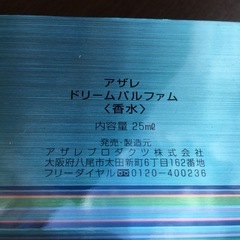 アザレ
ドリームパルファム
〈香水〉
内容量 25mℓ
発売・製造元
アザレプロダクツ株式会社
大阪府八尾市太田新町6丁目162番地
フリーダイヤル 0120-400236